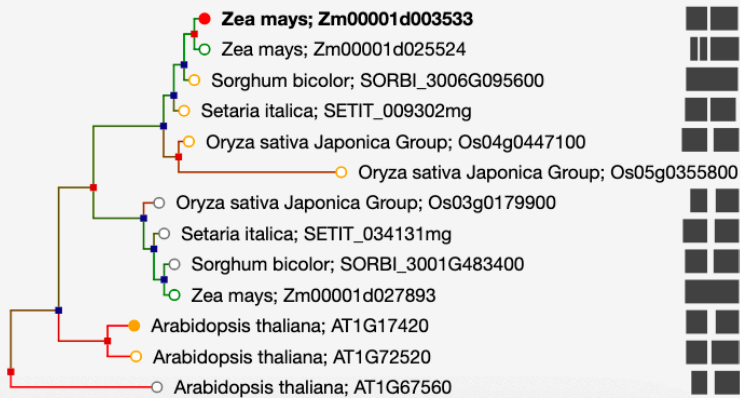 Zea mays; Zm00001d003533
Zea mays; Zm00001d025524
Sorghum bicolor; SORBI_3006G095600
Setaria italica; SETIT_009302mg
Oryza sativa Japonica Group; Os04g0447100
Oryza sativa Japonica Group; Os05g0355800
Oryza sativa Japonica Group; Os03g0179900
Setaria italica; SETIT_034131mg
Sorghum bicolor; SORBI_3001G483400
Zea mays; Zm00001d027893
Arabidopsis thaliana; AT1G17420
Arabidopsis thaliana; AT1G72520
Arabidopsis thaliana; AT1G67560